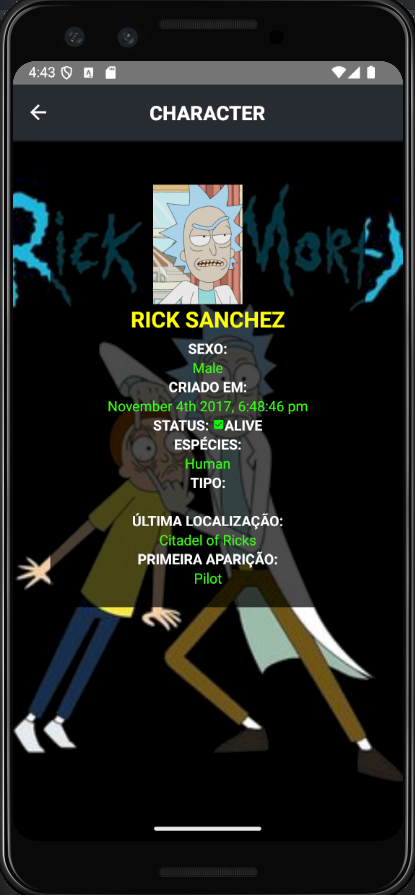 4:43
CHARACTER
Rick Morty
RICK SANCHEZ
SEXO:
Male
CRIADO EM:
November 4th 2017, 6:48:46 pm
STATUS: ALIVE
ESPÉCIES:
Human
TIPO:
ÚLTIMA LOCALIZAÇÃO:
Citadel of Ricks
PRIMEIRA APARIÇÃO:
Pilot